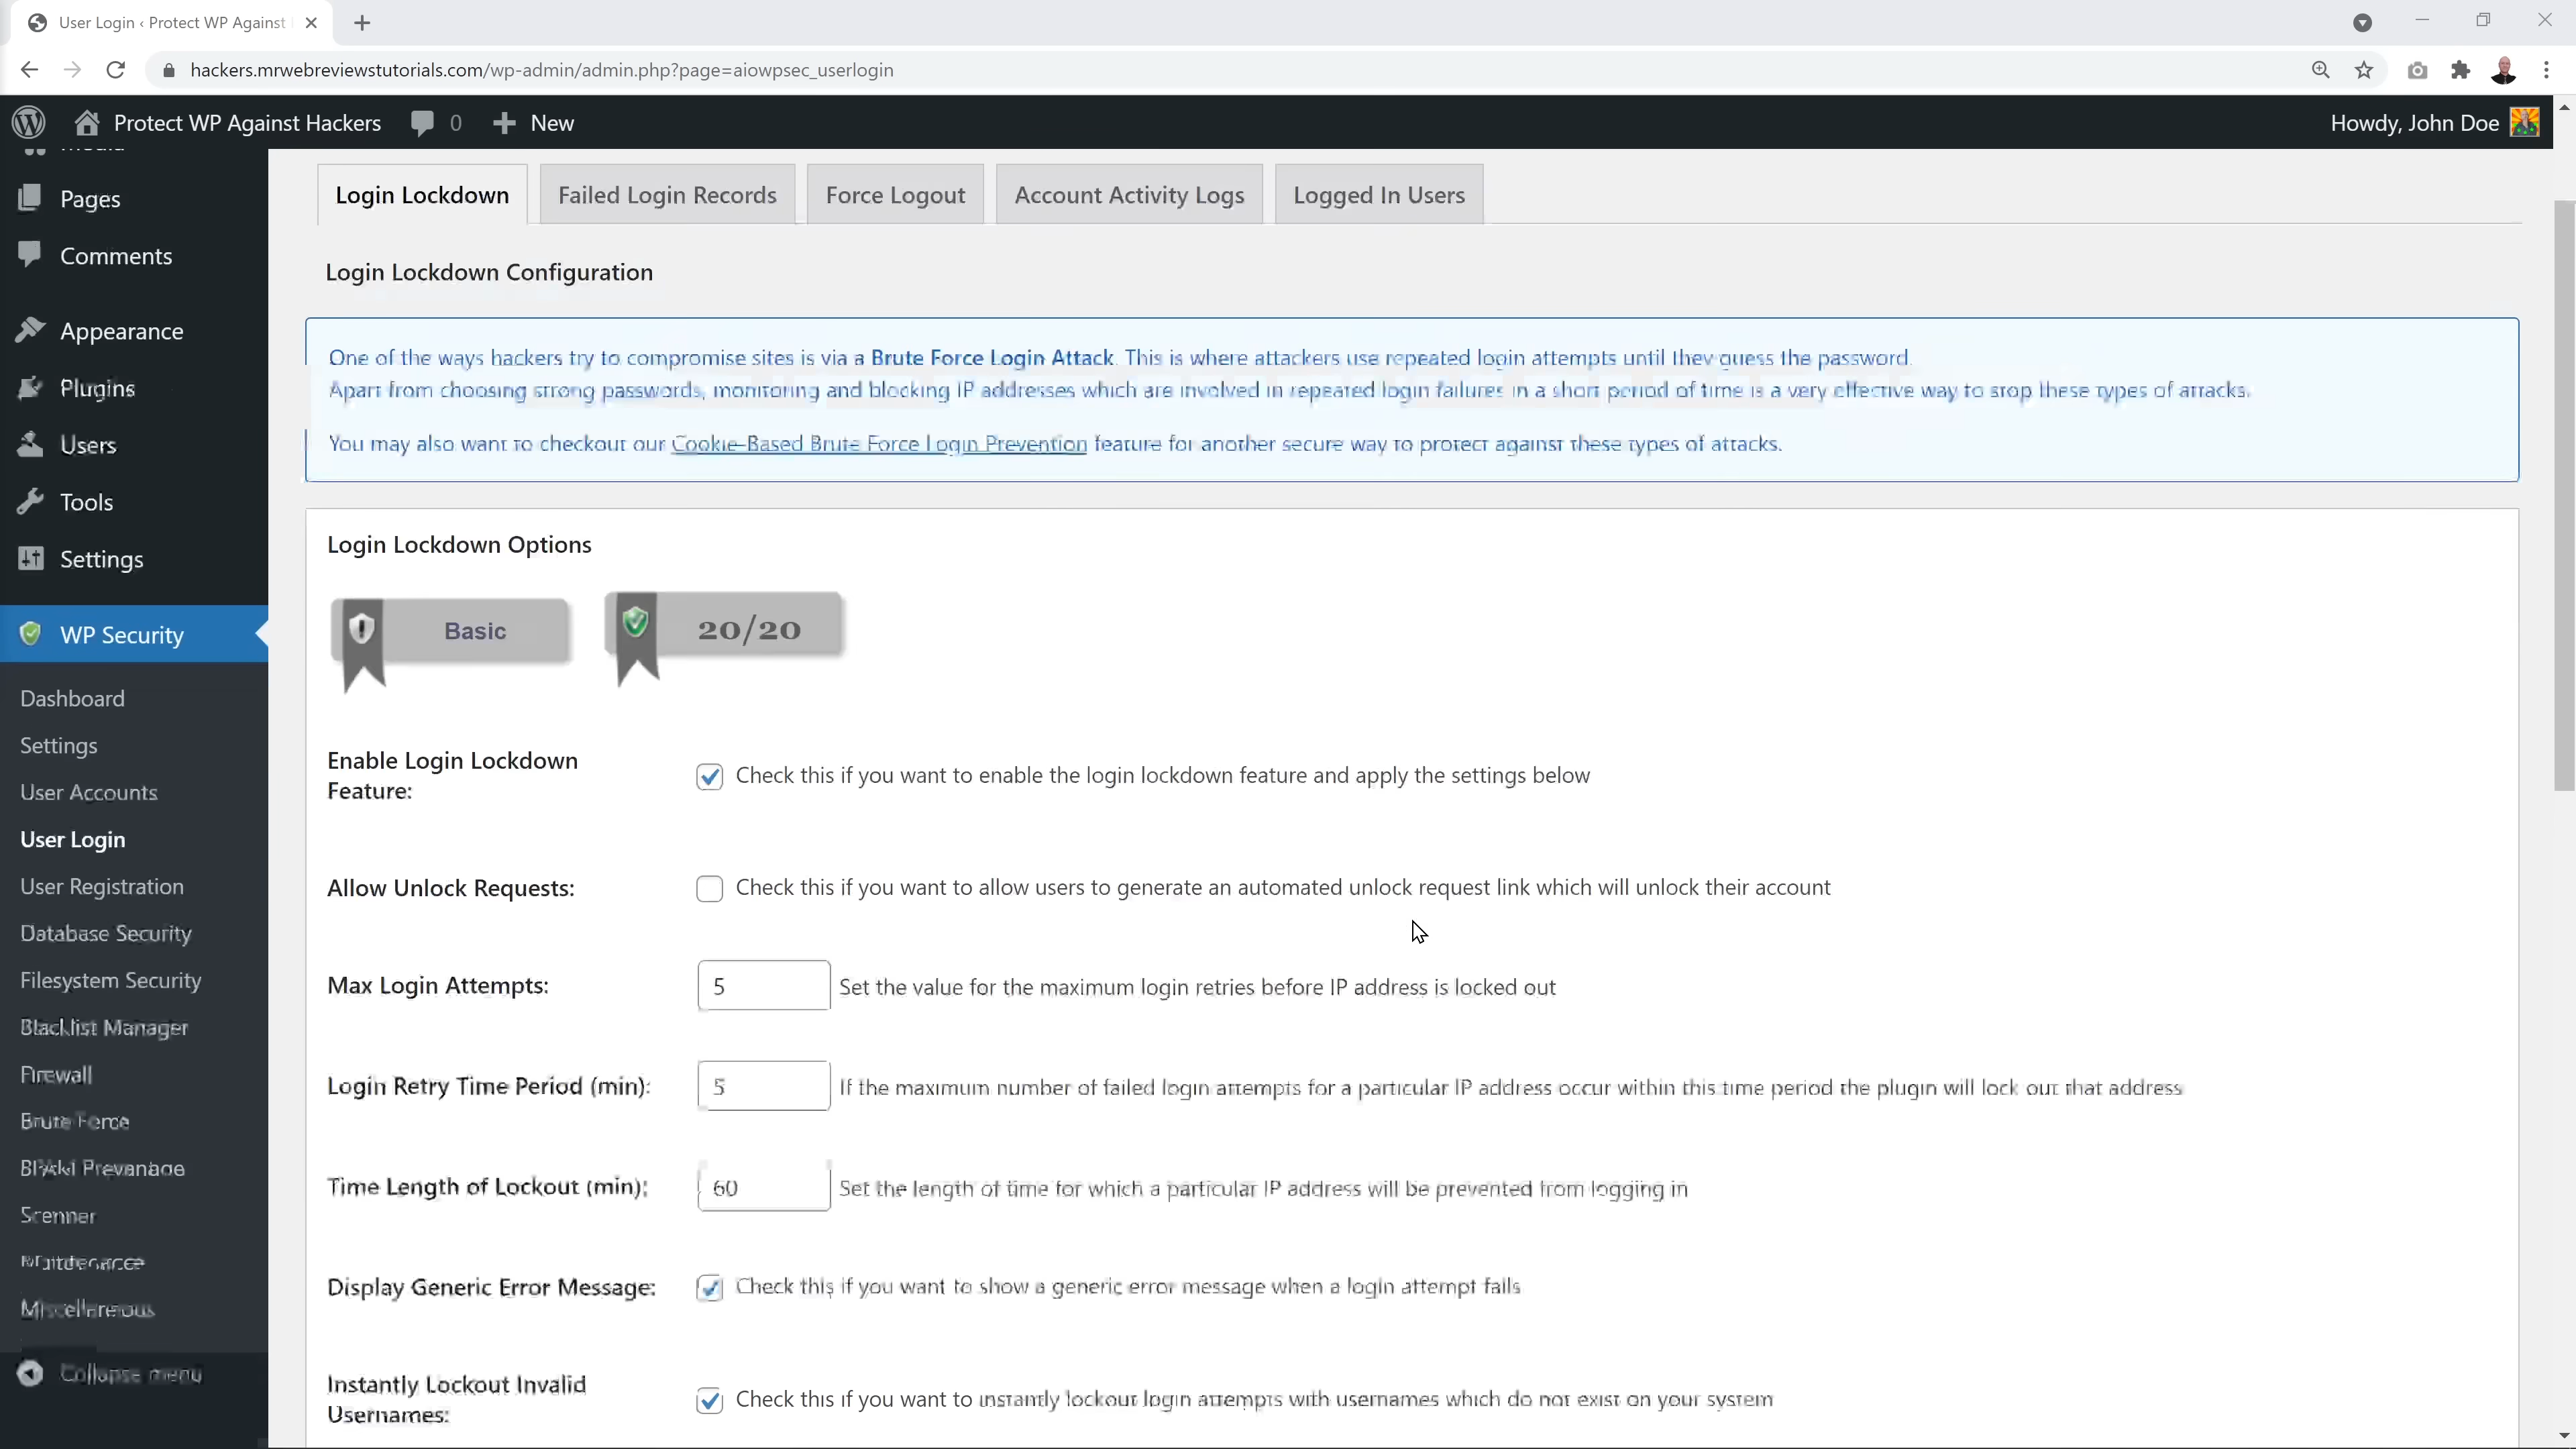 User Login ‹ Protect WP Against
hackers.mrwebreviewstutorials.com/wp-admin/admin.php?page=aiowpsec_userlogin
Protect WP Against Hackers
0
New
Howdy, John Doe
Pages
Comments
Appearance
Plugins
Users
Tools
Settings
WP Security
Dashboard
Settings
User Accounts
User Login
User Registration
Database Security
Filesystem Security
Blacklist Manager
Firewall
Brute Force
Scanner
Maintenance
Miscellaneous
Collapse menu
Login Lockdown
Failed Login Records
Force Logout
Account Activity Logs
Logged In Users
Login Lockdown Configuration
One of the ways hackers try to compromise sites is via a Brute Force Login Attack. This is where attackers use repeated login attempts until they guess the password.
Apart from choosing strong passwords, monitoring and blocking IP addresses which are involved in repeated login failures in a short period of time is a very effective way to stop these types of attacks.
You may also want to checkout our Cookie-Based Brute Force Login Prevention feature for another secure way to protect against these types of attacks.
Login Lockdown Options
Basic
20/20
Enable Login Lockdown
Feature:
Check this if you want to enable the login lockdown feature and apply the settings below
Allow Unlock Requests:
Check this if you want to allow users to generate an automated unlock request link which will unlock their account
Max Login Attempts:
5
Set the value for the maximum login retries before IP address is locked out
Login Retry Time Period (min):
5
If the maximum number of failed login attempts for a particular IP address occur within this time period the plugin will lock out that address
Time Length of Lockout (min):
60
Set the length of time for which a particular IP address will be prevented from logging in
Display Generic Error Message:
Check this if you want to show a generic error message when a login attempt fails
Instantly Lockout Invalid
Usernames:
Check this if you want to instantly lockout login attempts with usernames which do not exist on your system